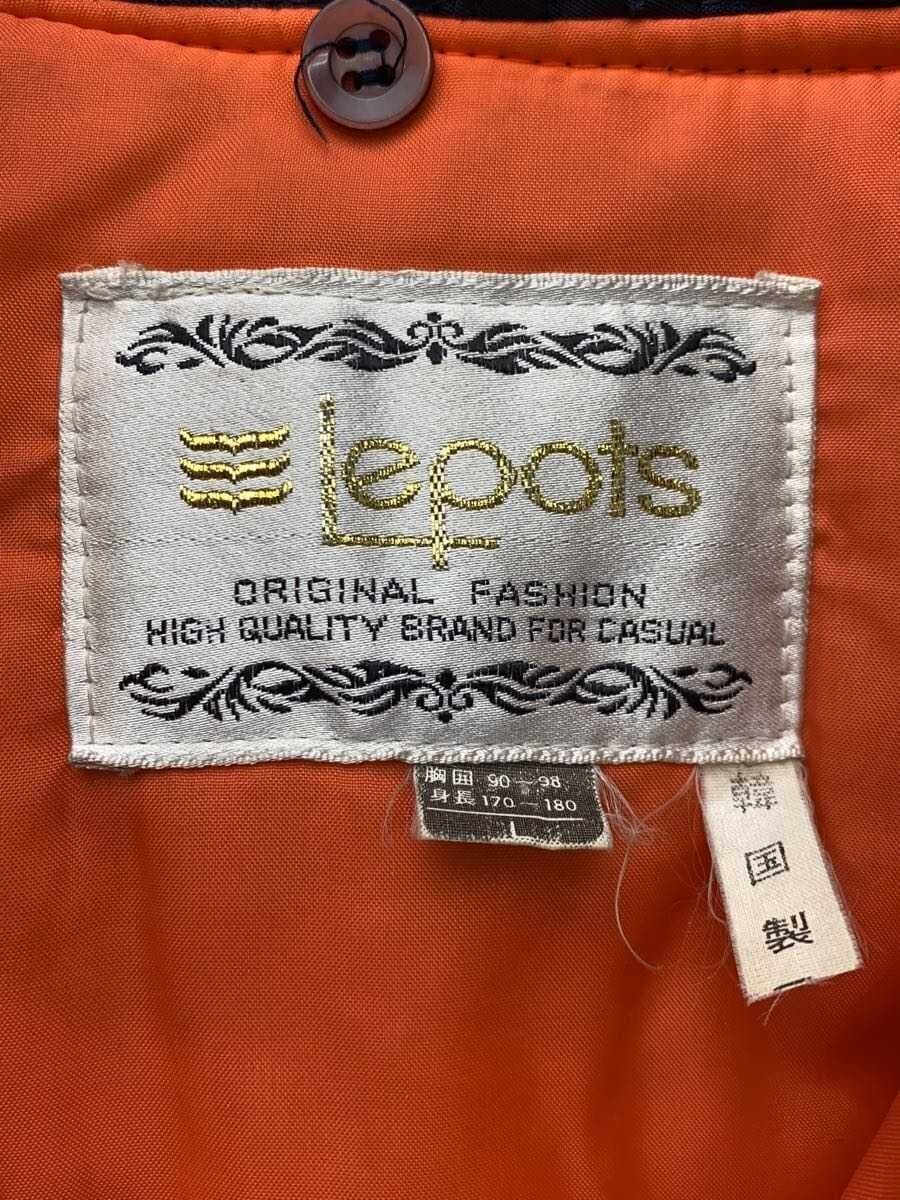 Lepots
ORIGINAL FASHION
HIGH QUALITY BRAND FOR CASUAL
胸囲 90～98
身長 170～180
L
韓
国
製